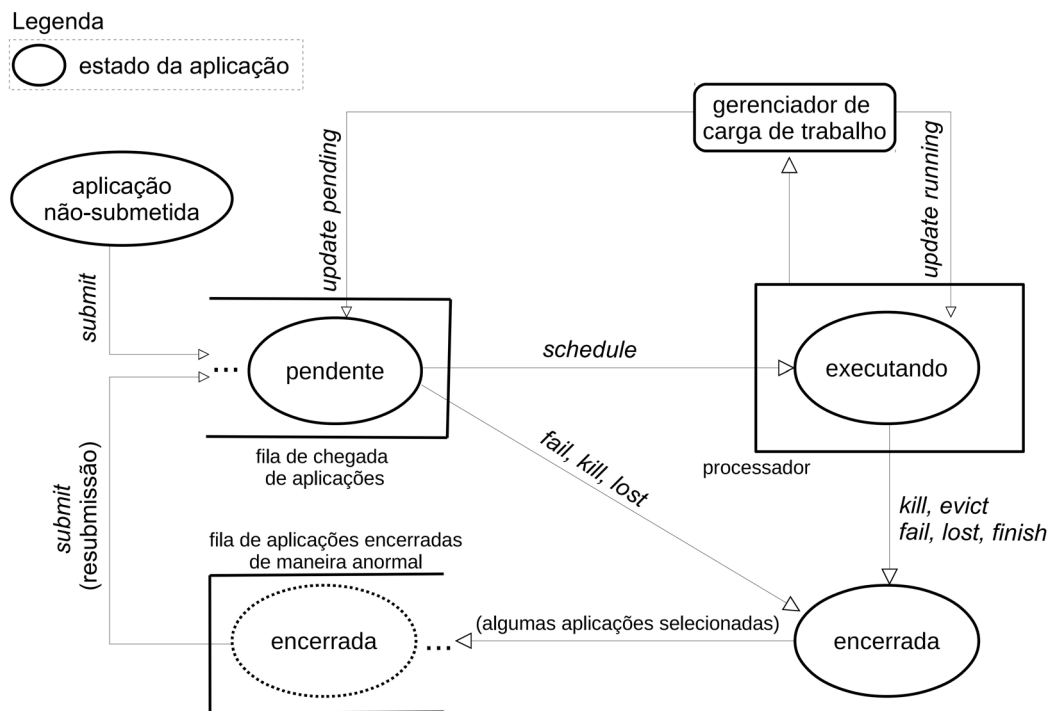 Legenda
estado da aplicação
gerenciador de
carga de trabalho
aplicação
não-submetida
update pending
update running
submit
...
pendente
schedule
executando
fila de chegada
de aplicações
processador
fail, kill, lost
kill, evict
fail, lost, finish
submit
(resubmissão)
fila de aplicações encerradas
de maneira anormal
encerrada
...
(algumas aplicações selecionadas)
encerrada